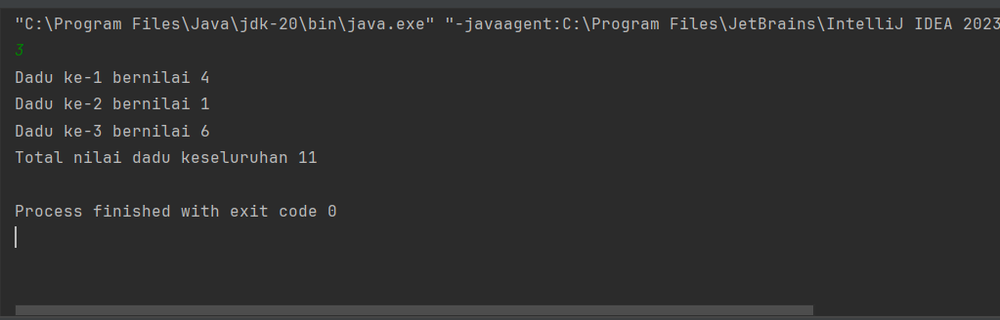 "C:\Program Files\Java\jdk-20\bin\java.exe" "-javaagent:C:\Program Files\JetBrains\IntelliJ IDEA 2023
3
Dadu ke-1 bernilai 4
Dadu ke-2 bernilai 1
Dadu ke-3 bernilai 6
Total nilai dadu keseluruhan 11
Process finished with exit code 0